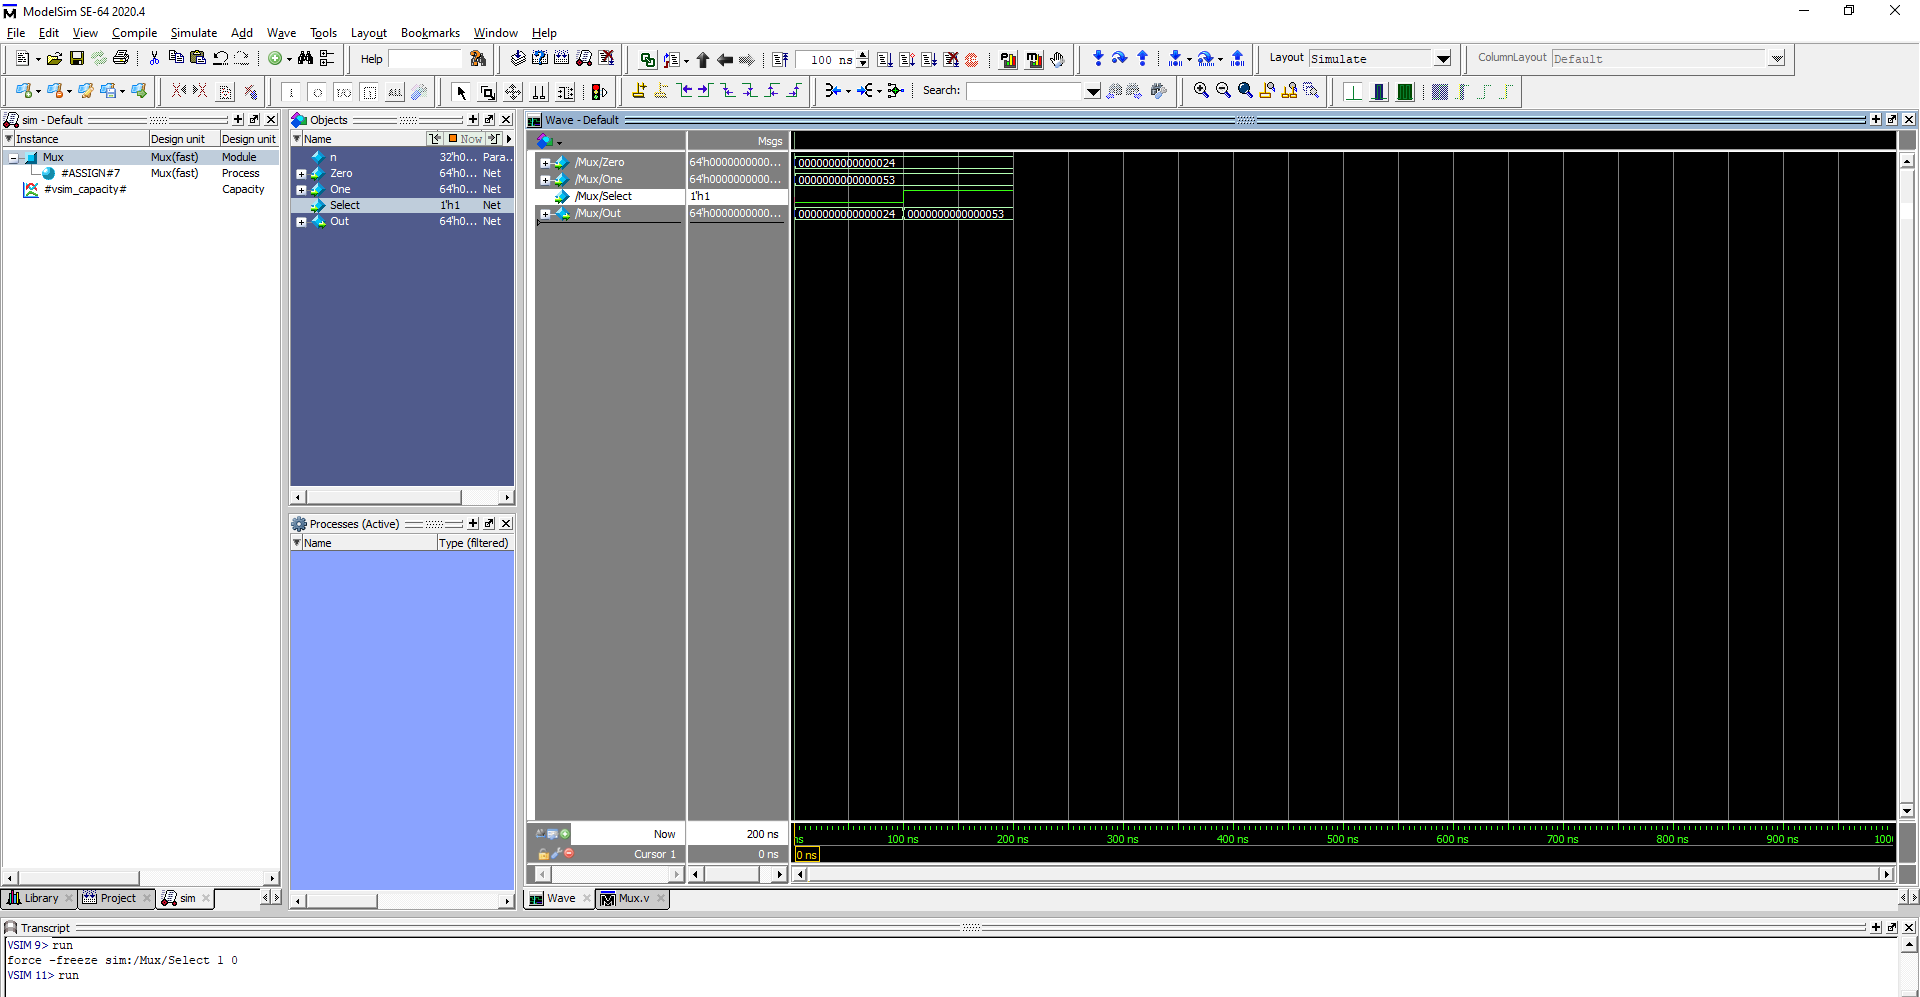 ModelSim SE-64 2020.4
File Edit View Compile Simulate Add Wave Tools Layout Bookmarks Window Help
Help 100 ns Layout Simulate ColumnLayout Default
Search:
sim - Default
Instance Design unit Design unit
Mux Mux(fast) Module
#ASSIGN#7 Mux(fast) Process
#vsim_capacity# Capacity
Library Project sim
Objects
Name Now
n 32'h0... Para..
Zero 64'h0... Net
One 64'h0... Net
Select 1'h1 Net
Out 64'h0... Net
Processes (Active)
Name Type (filtered)
Wave - Default
Msgs
/Mux/Zero 64'h0000000000... 0000000000000024
/Mux/One 64'h0000000000... 0000000000000053
/Mux/Select 1'h1
/Mux/Out 64'h0000000000... 0000000000000024 0000000000000053
Now 200 ns ns 100 ns 200 ns 300 ns 400 ns 500 ns 600 ns 700 ns 800 ns 900 ns 100
Cursor 1 0 ns 0 ns
Wave Mux.v
Transcript
VSIM 9> run
force -freeze sim:/Mux/Select 1 0
VSIM 11> run